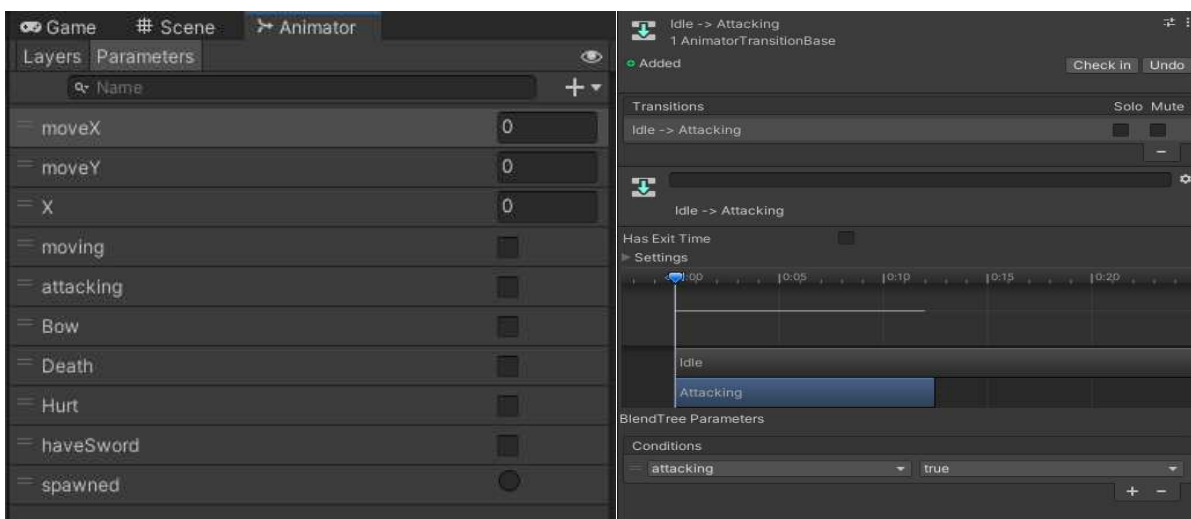 Game # Scene Animator
Layers Parameters
Name
moveX 0
moveY 0
X 0
moving
attacking
Bow
Death
Hurt
haveSword
spawned
Idle -> Attacking
1 AnimatorTransitionBase
Added Check in Undo
Transitions Solo Mute
Idle -> Attacking
Idle -> Attacking
Has Exit Time
Settings
0:05 0:10 0:15 0:20
Idle
Attacking
BlendTree Parameters
Conditions
attacking true